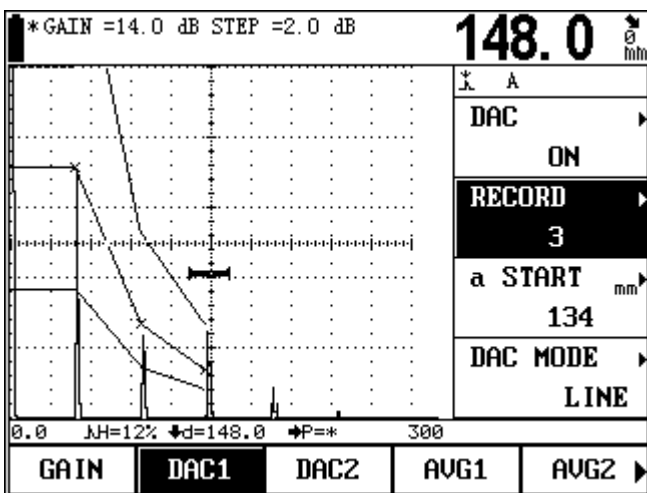 *GAIN =14.0 dB STEP =2.0 dB
148.0
mm
A
DAC
ON
RECORD
3
a START mm
134
DAC MODE
LINE
0.0 H=12% d=148.0 P=* 300
GAIN DAC1 DAC2 AVG1 AVG2